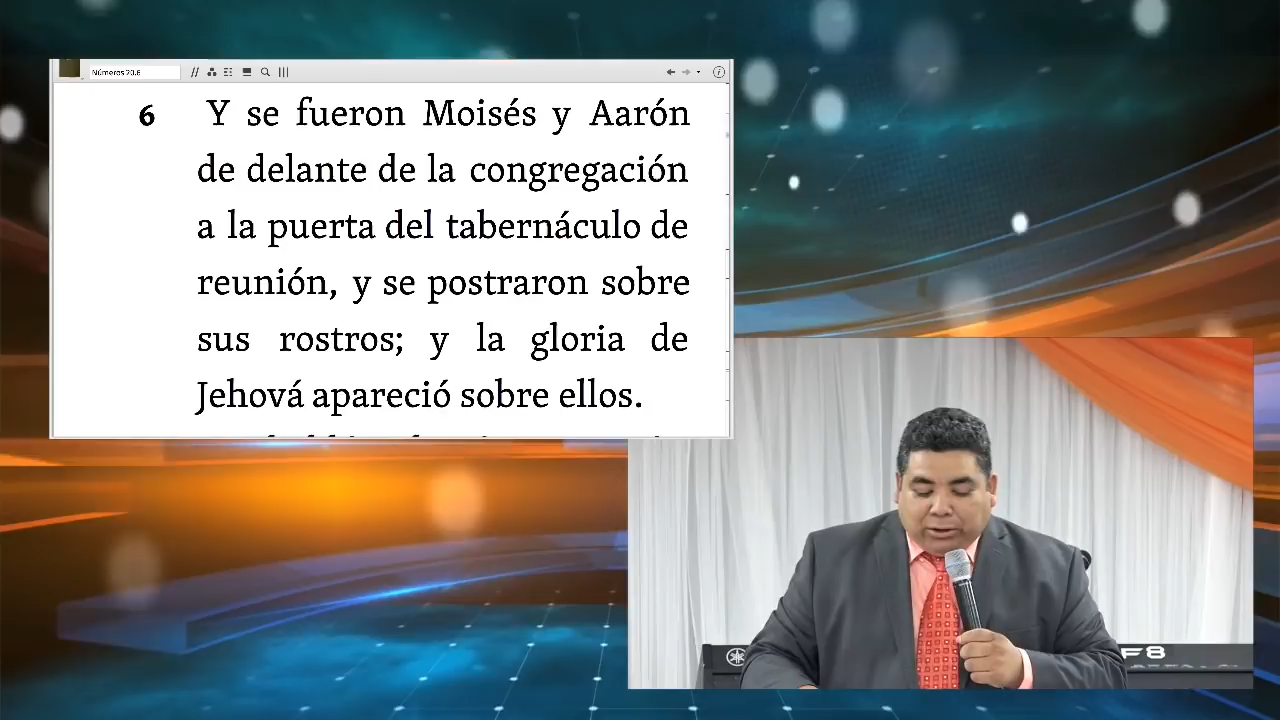 Números 20.6
6 Y se fueron Moisés y Aarón
de delante de la congregación
a la puerta del tabernáculo de
reunión, y se postraron sobre
sus rostros; y la gloria de
Jehová apareció sobre ellos.
F8